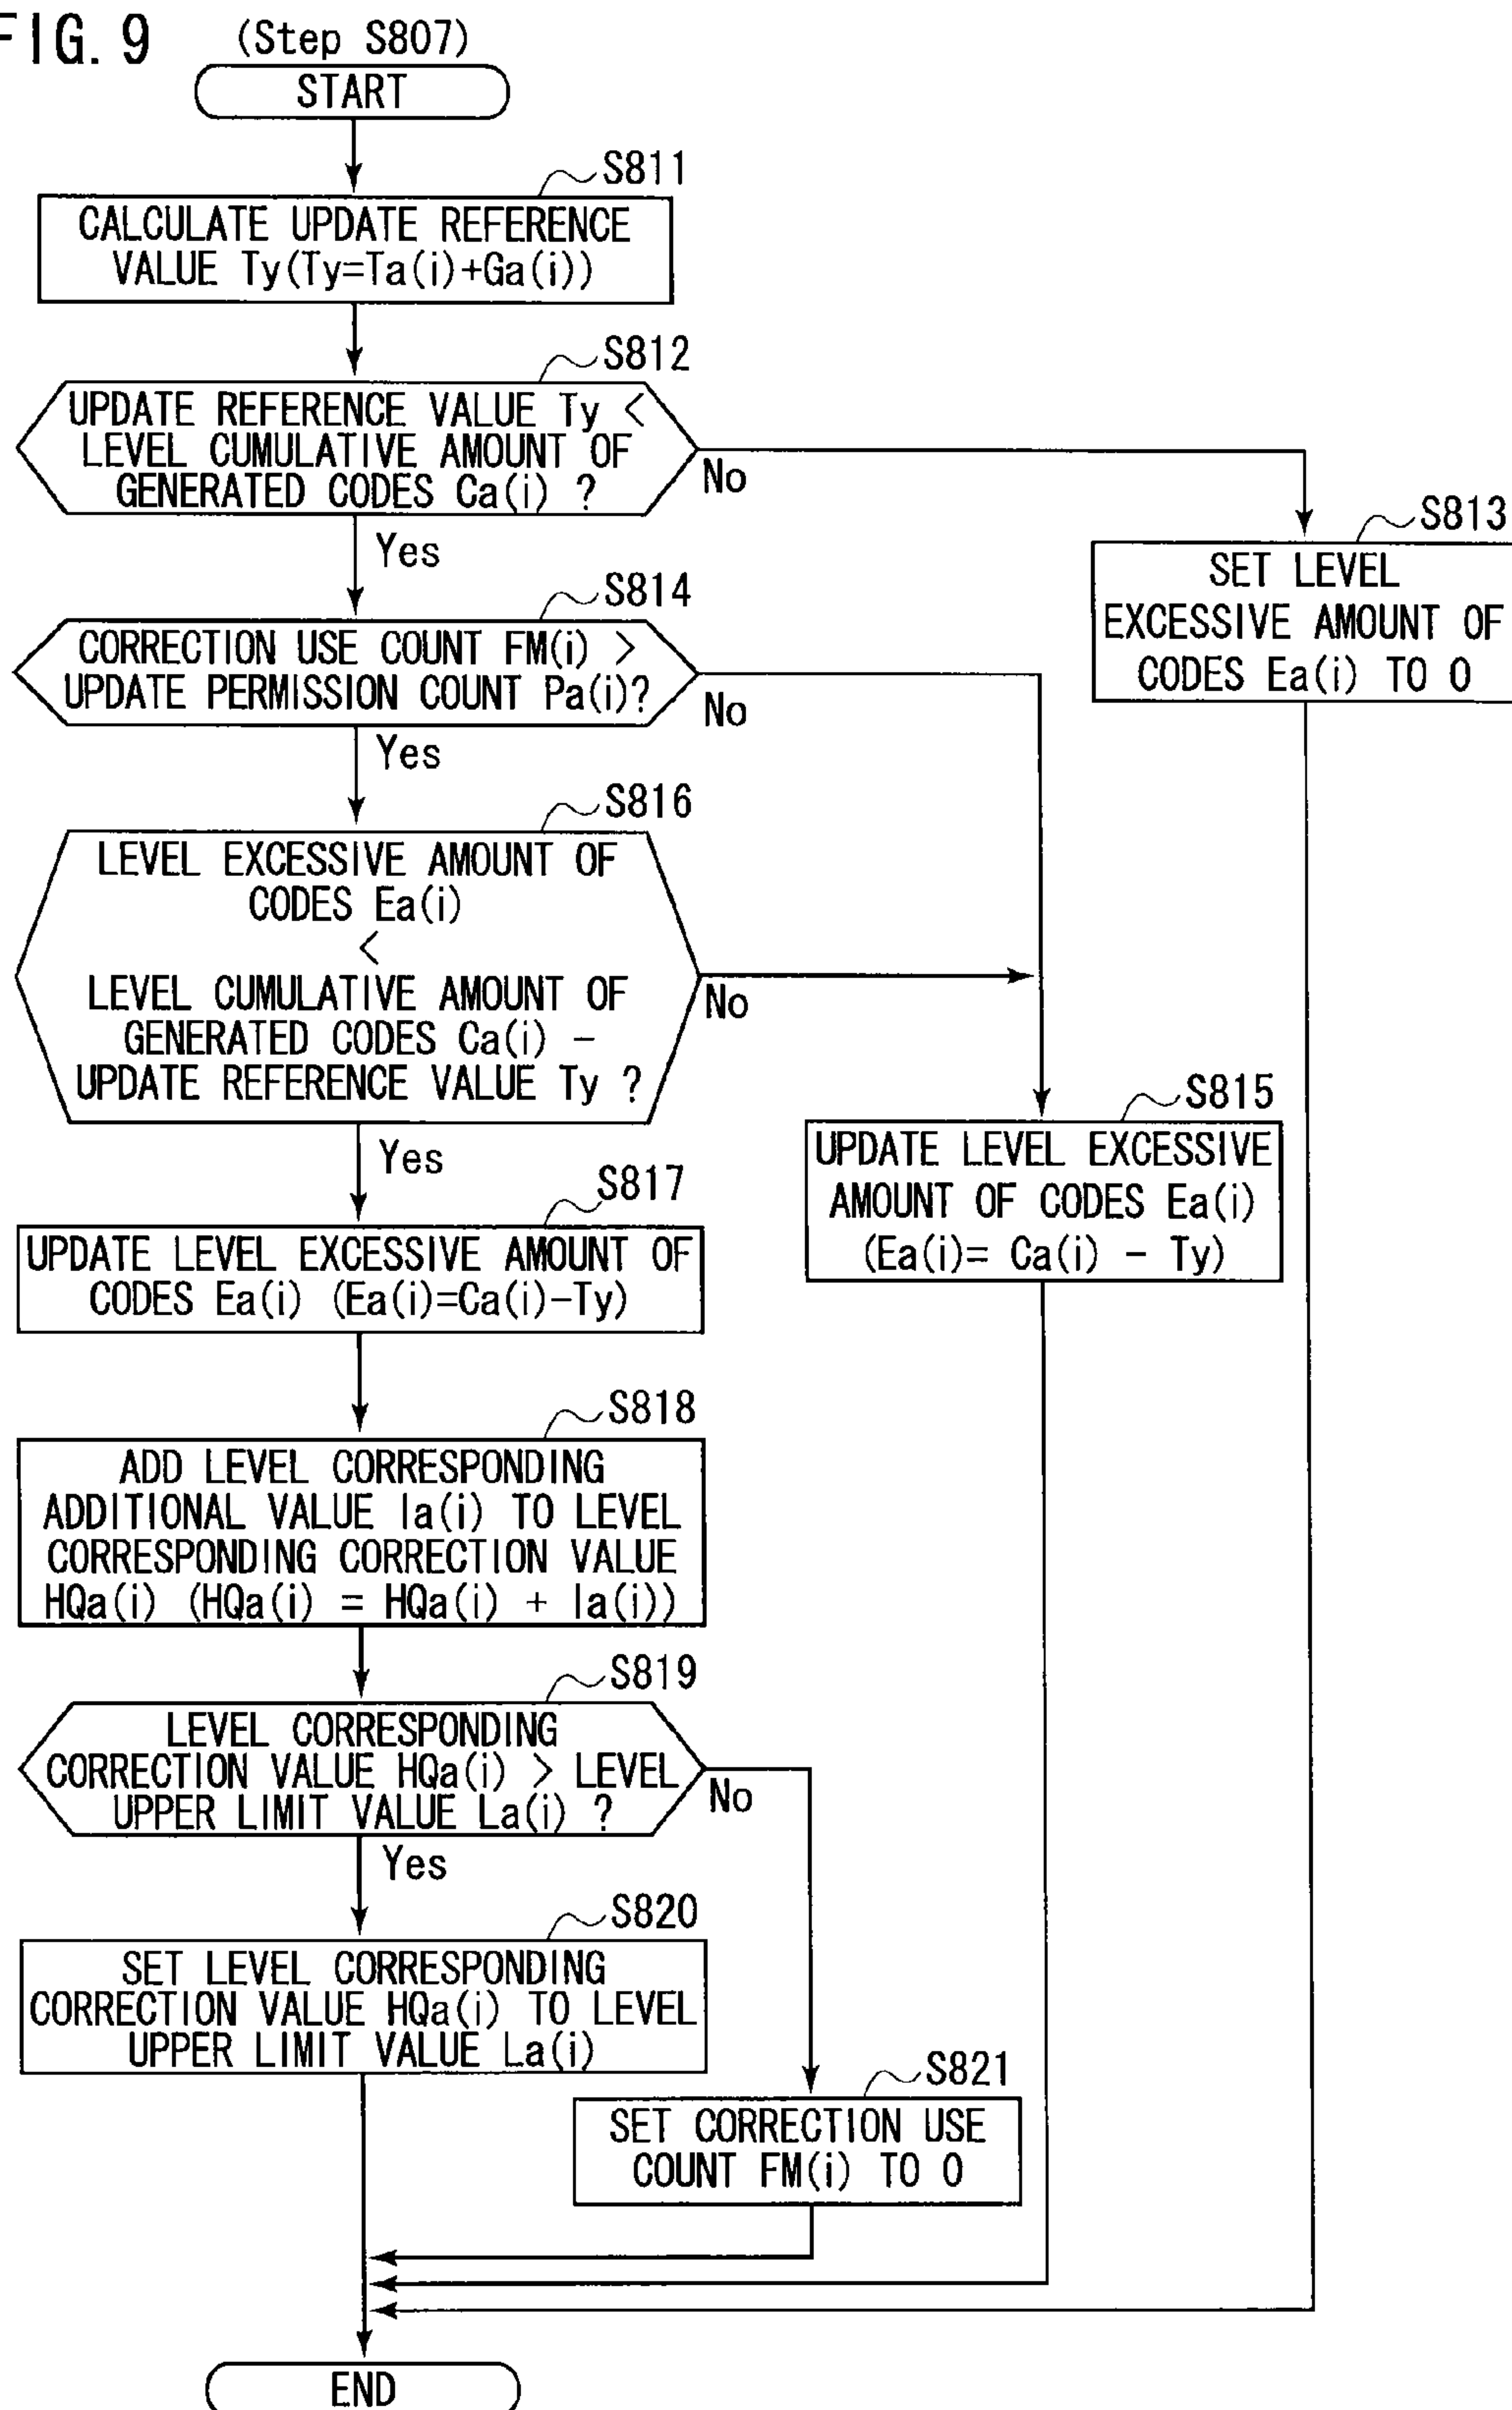 FIG. 9
(Step S807)
START
S811
CALCULATE UPDATE REFERENCE
VALUE Ty(Ty=Ta(i)+Ga(i))
S812
UPDATE REFERENCE VALUE Ty <
LEVEL CUMULATIVE AMOUNT OF
GENERATED CODES Ca(i) ?
No
Yes
S813
SET LEVEL
EXCESSIVE AMOUNT OF
CODES Ea(i) TO 0
S814
CORRECTION USE COUNT FM(i) >
UPDATE PERMISSION COUNT Pa(i)?
No
Yes
S816
LEVEL EXCESSIVE AMOUNT OF
CODES Ea(i)
<
LEVEL CUMULATIVE AMOUNT OF
GENERATED CODES Ca(i) -
UPDATE REFERENCE VALUE Ty ?
No
Yes
S815
UPDATE LEVEL EXCESSIVE
AMOUNT OF CODES Ea(i)
(Ea(i)= Ca(i) - Ty)
S817
UPDATE LEVEL EXCESSIVE AMOUNT OF
CODES Ea(i) (Ea(i)=Ca(i)-Ty)
S818
ADD LEVEL CORRESPONDING
ADDITIONAL VALUE Ia(i) TO LEVEL
CORRESPONDING CORRECTION VALUE
HQa(i) (HQa(i) = HQa(i) + Ia(i))
S819
LEVEL CORRESPONDING
CORRECTION VALUE HQa(i) > LEVEL
UPPER LIMIT VALUE La(i) ?
No
Yes
S820
SET LEVEL CORRESPONDING
CORRECTION VALUE HQa(i) TO LEVEL
UPPER LIMIT VALUE La(i)
S821
SET CORRECTION USE
COUNT FM(i) TO 0
END